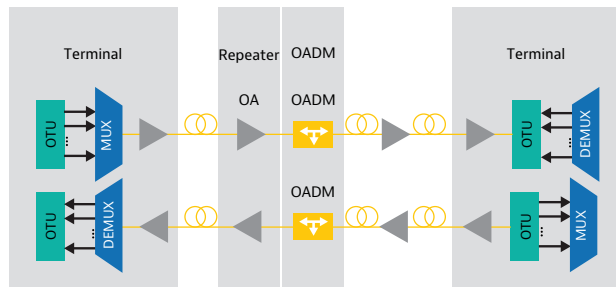 Terminal
Repeater
OADM
Terminal
OA
OADM
OTU
...
MUX
OTU
...
DEMUX
OADM
OTU
...
DEMUX
OTU
...
MUX